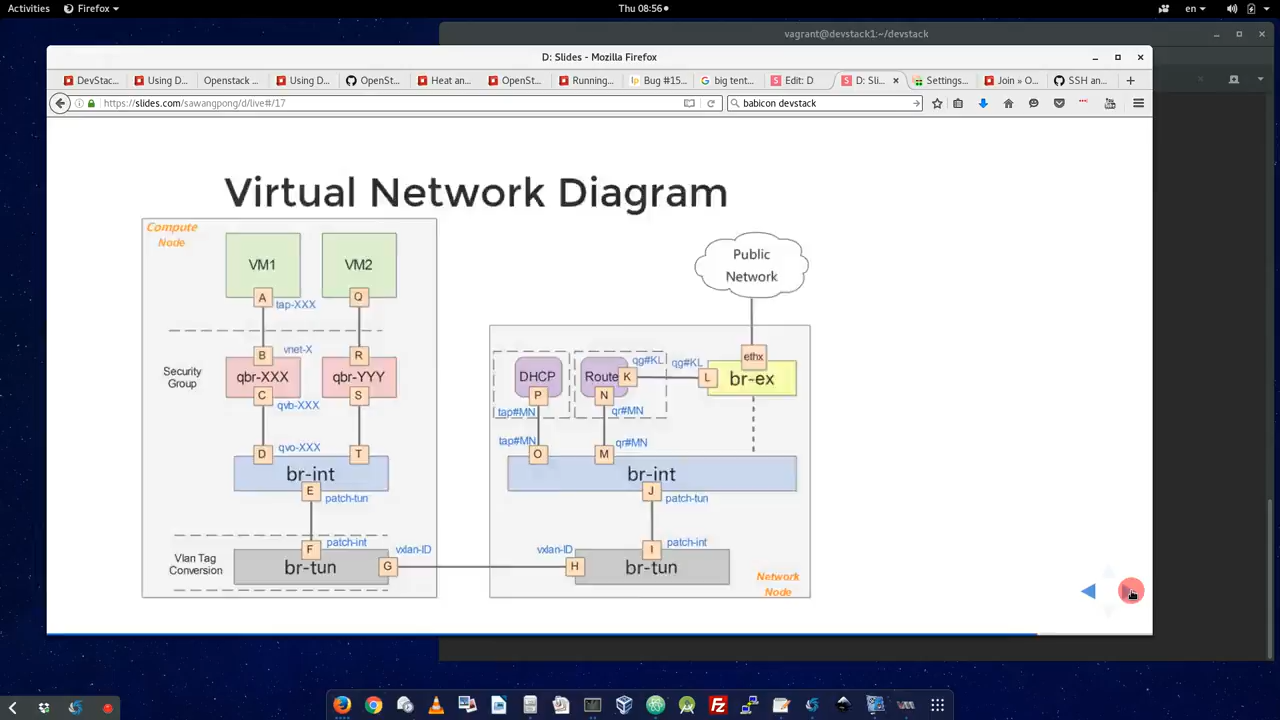 Activities
Firefox
Thu 08:56
en
vagrant@devstack1:~/devstack
D: Slides - Mozilla Firefox
DevStac...
Using D...
Openstack ...
Using D...
OpenSt...
Heat an...
OpenSt...
Running...
Bug #15...
big tent...
Edit: D
D: Sli...
Settings...
Join » O...
SSH an...
https://slides.com/sawangpong/d/live#/17
babicon devstack
Virtual Network Diagram
Compute
Node
VM1
VM2
A
tap-XXX
Q
Security
Group
B
vnet-X
R
qbr-XXX
qbr-YYY
C
qvb-XXX
S
D
qvo-XXX
T
br-int
E
patch-tun
Vlan Tag
Conversion
F
patch-int
br-tun
G
vxlan-ID
Public
Network
ethx
br-ex
DHCP
Route
K
qg#KL
qg#KL
L
P
tap#MN
N
qr#MN
tap#MN
O
M
qr#MN
br-int
J
patch-tun
I
patch-int
vxlan-ID
H
br-tun
Network
Node